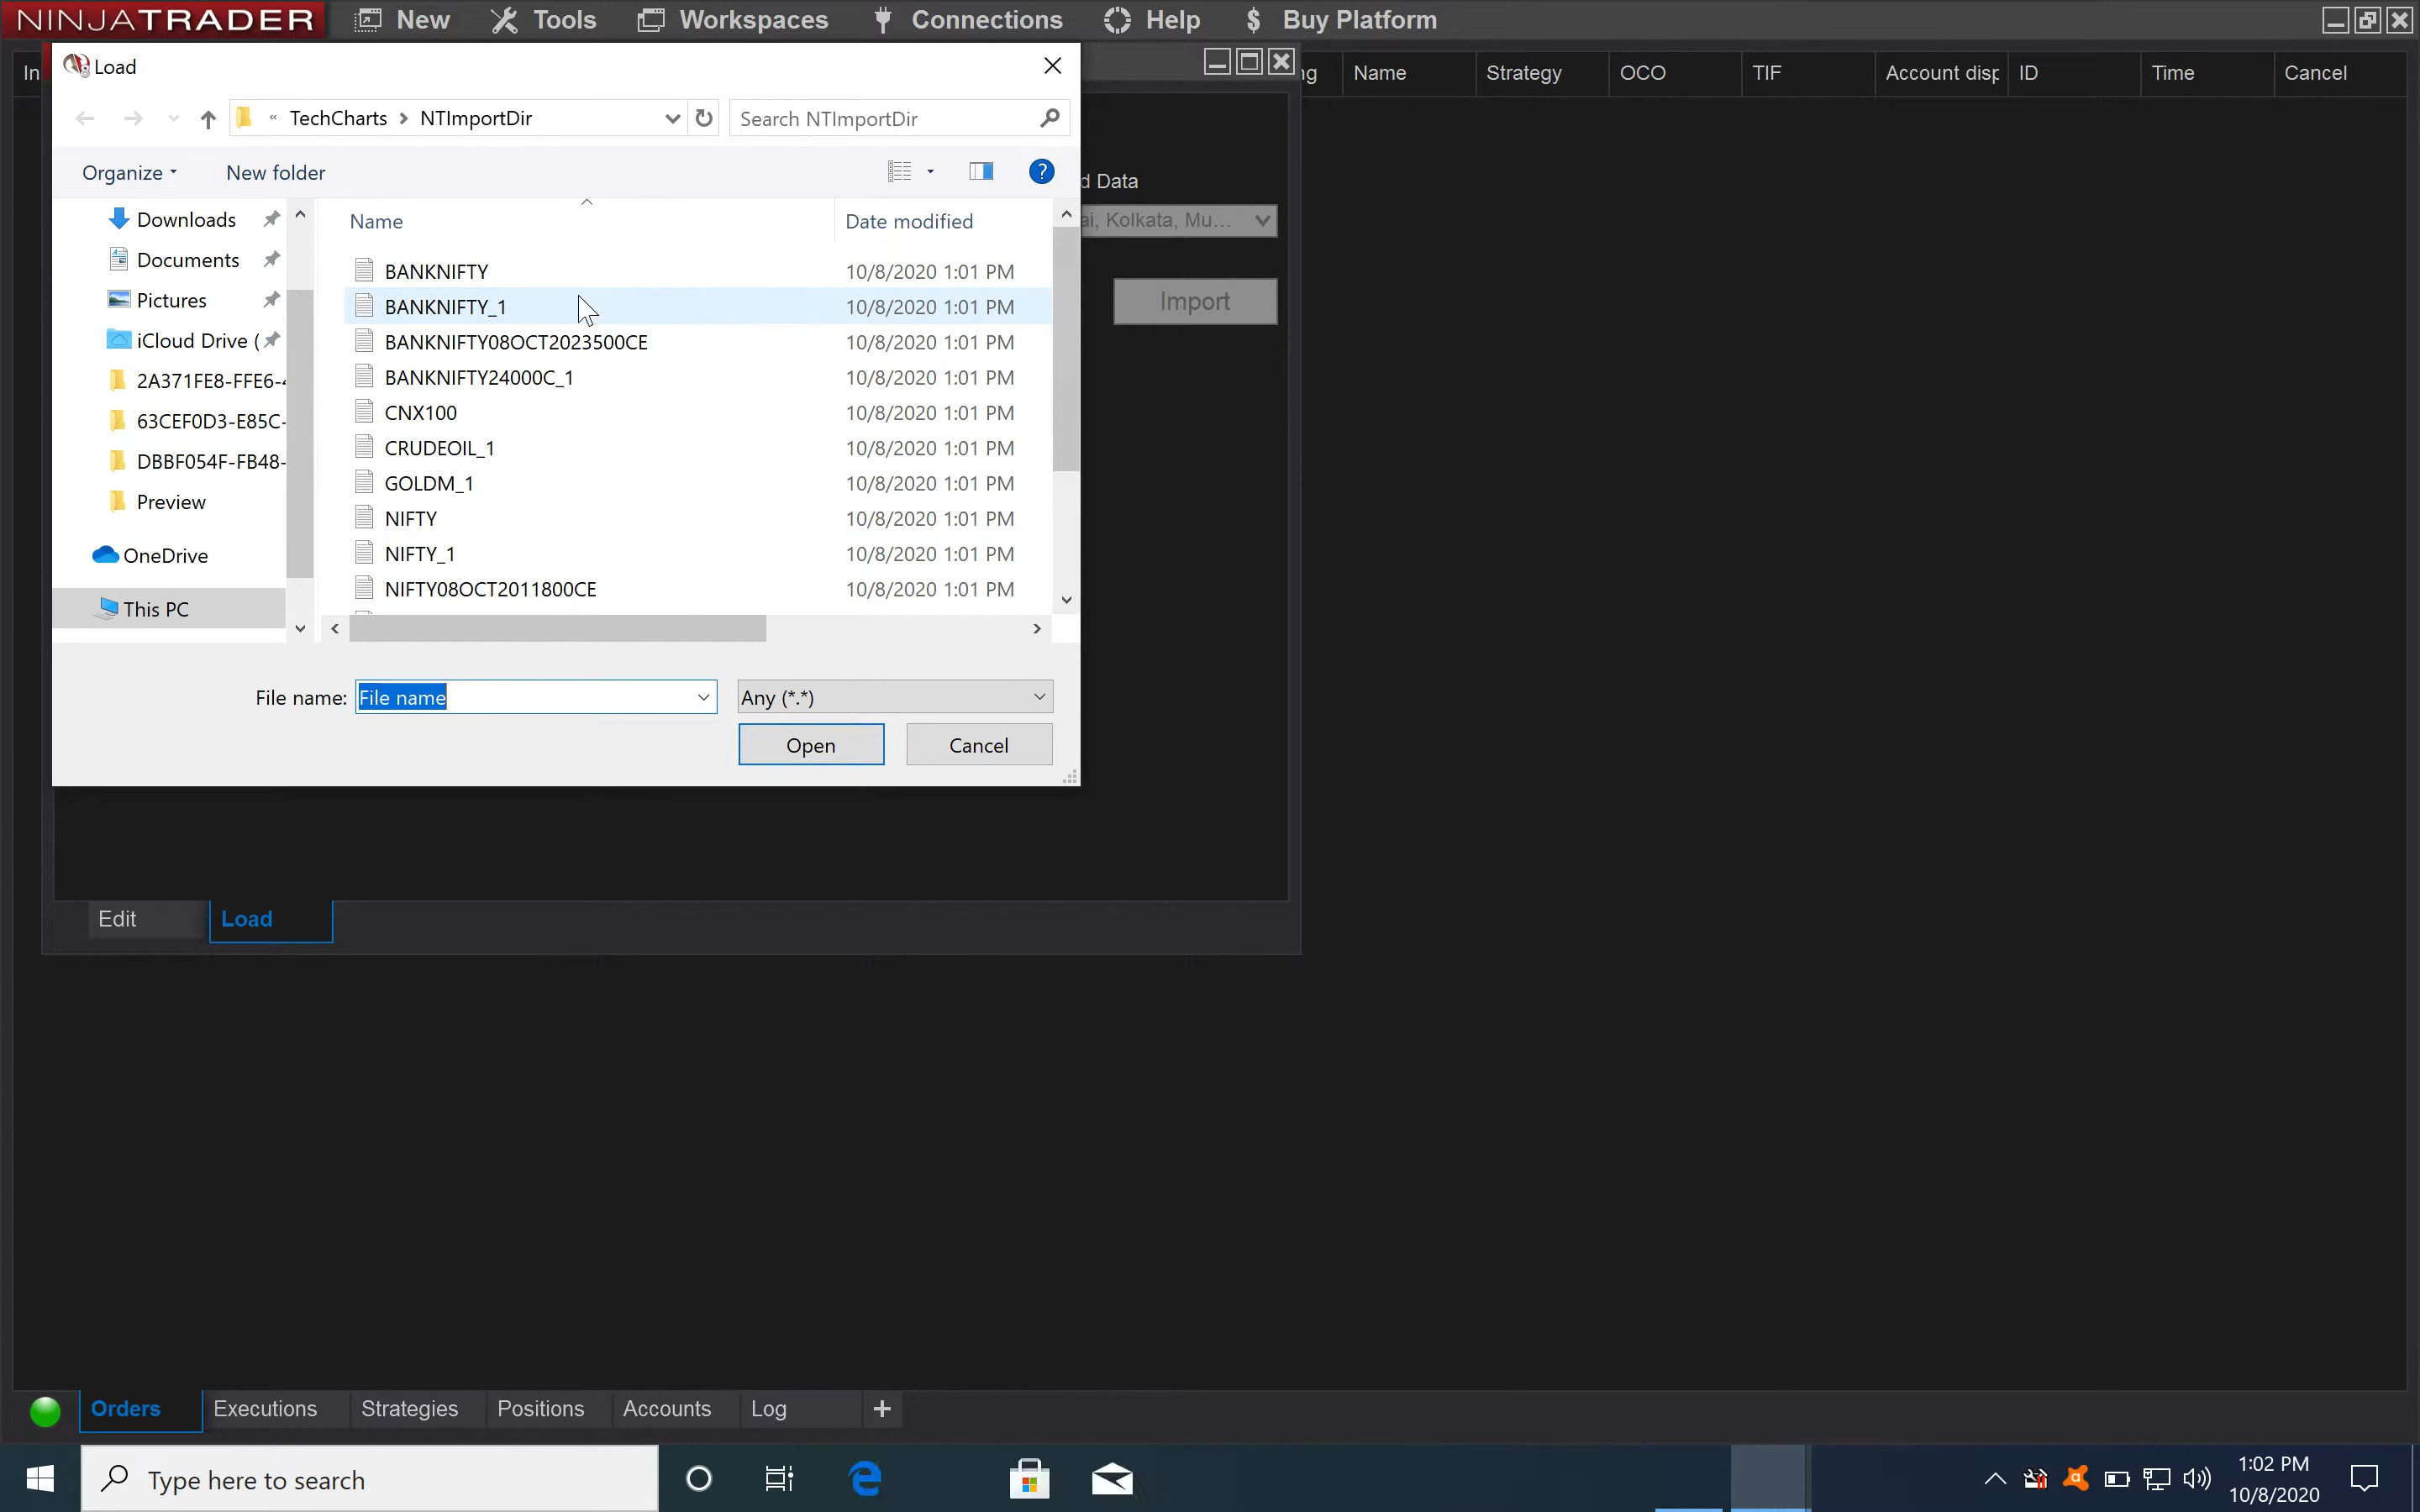 NINJATRADER New Tools Workspaces Connections Help $ Buy Platform
Load
In ng Name Strategy OCO TIF Account disp ID Time Cancel
« TechCharts > NTImportDir Search NTImportDir
Organize New folder ?
d Data
Downloads
Documents
Pictures
iCloud Drive (
2A371FE8-FFE6-4
63CEF0D3-E85C-
DBBF054F-FB48-
Preview
OneDrive
This PC
Name Date modified
BANKNIFTY 10/8/2020 1:01 PM
BANKNIFTY_1 10/8/2020 1:01 PM
BANKNIFTY08OCT2023500CE 10/8/2020 1:01 PM
BANKNIFTY24000C_1 10/8/2020 1:01 PM
CNX100 10/8/2020 1:01 PM
CRUDEOIL_1 10/8/2020 1:01 PM
GOLDM_1 10/8/2020 1:01 PM
NIFTY 10/8/2020 1:01 PM
NIFTY_1 10/8/2020 1:01 PM
NIFTY08OCT2011800CE 10/8/2020 1:01 PM
ai, Kolkata, Mu...
Import
File name: File name Any (*.*)
Open Cancel
Edit Load
Orders Executions Strategies Positions Accounts Log +
Type here to search
1:02 PM
10/8/2020